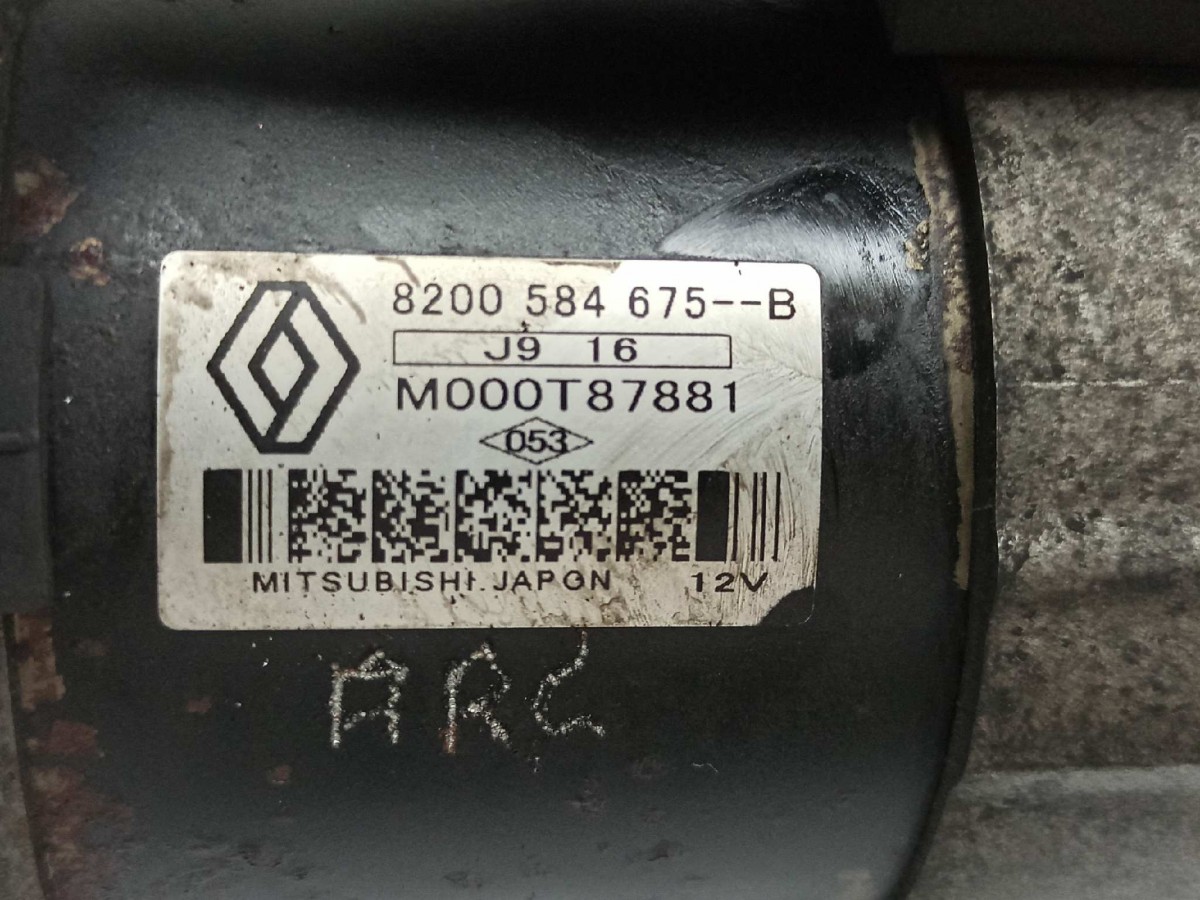 8200 584 675--B
J9 16
M000T87881
053
MITSUBISHI.JAPON 12V
ARC